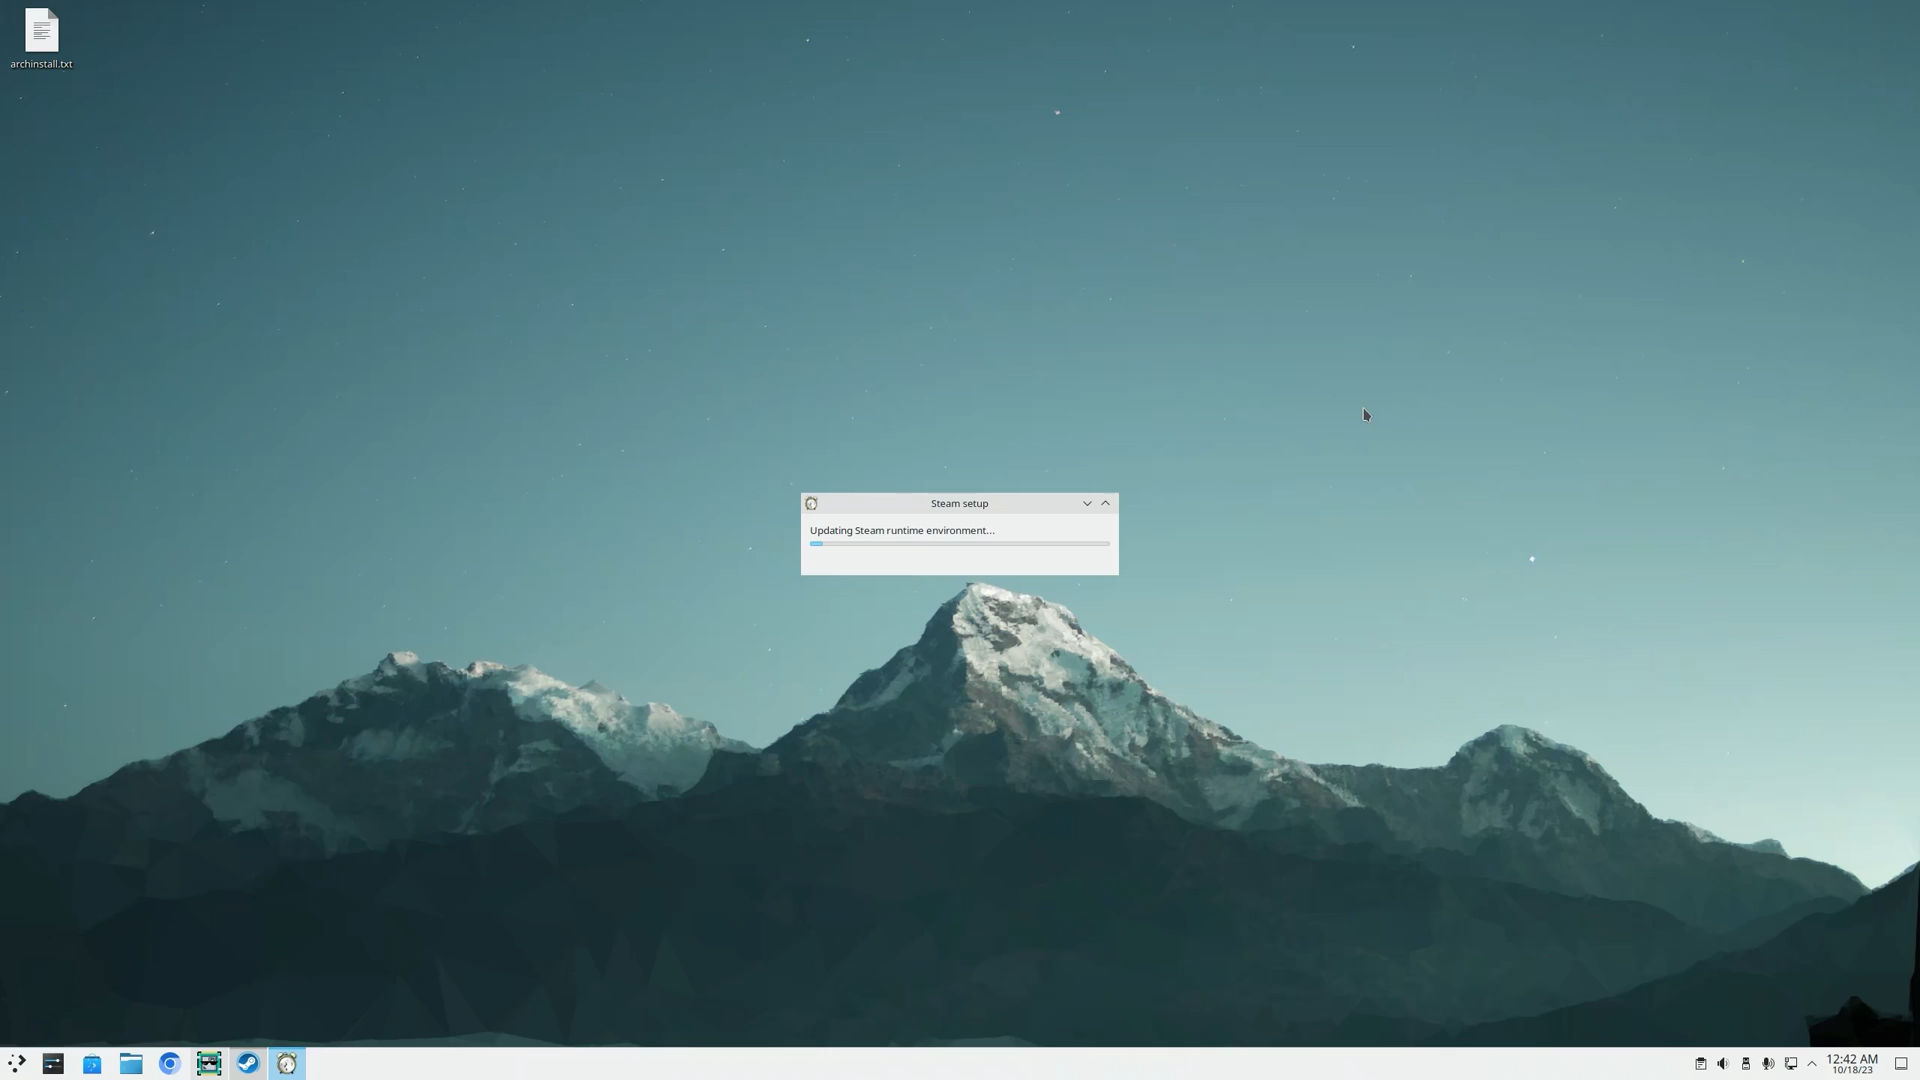 archinstall.txt
Steam setup
Updating Steam runtime environment...
12:42 AM
10/18/23